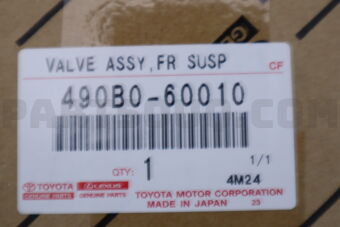 VALVE ASSY,FR SUSP
CF
490B0-60010
QTY: 1
1/1
4M24
TOYOTA LEXUS
GENUINE PARTS GENUINE PARTS
TOYOTA MOTOR CORPORATION
MADE IN JAPAN 23